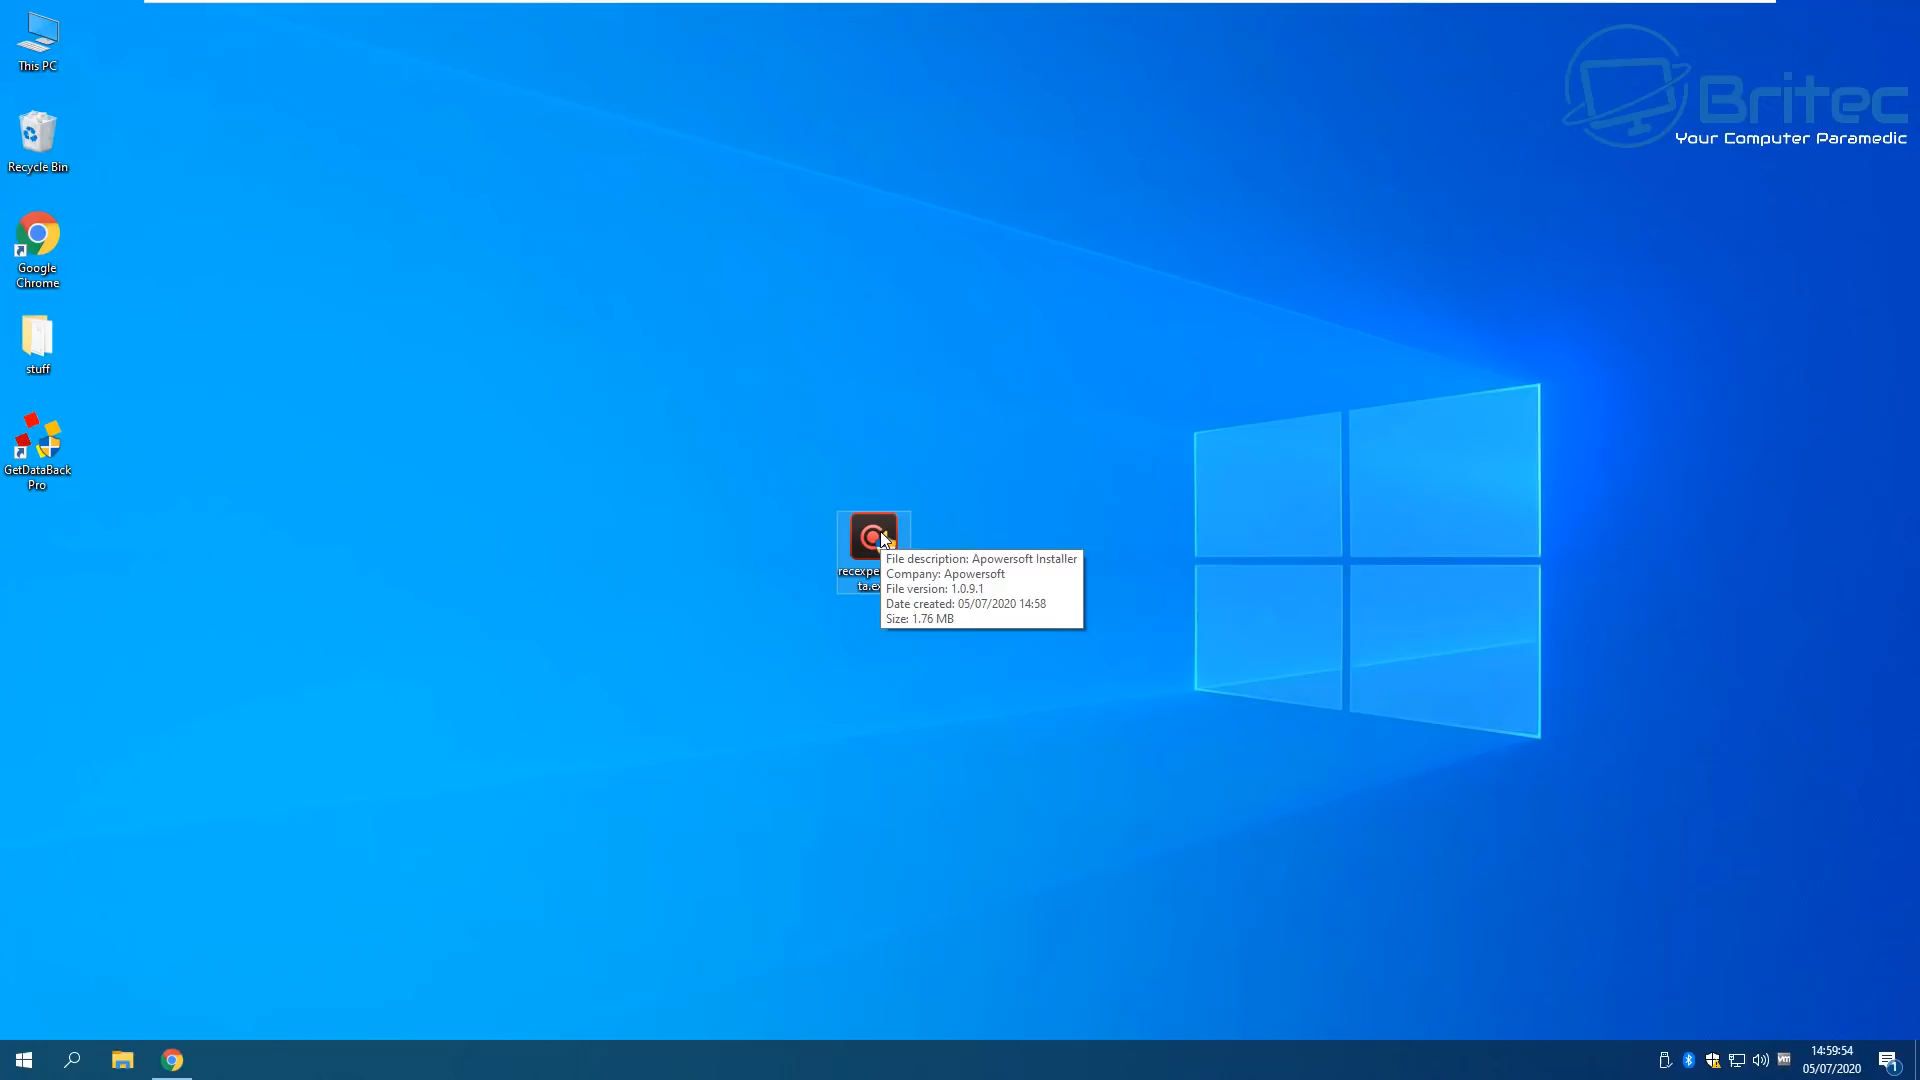 This PC
Recycle Bin
Google
Chrome
stuff
GetDataBack
Pro
Britec
Your Computer Paramedic
File description: Apowersoft Installer
Company: Apowersoft
File version: 1.0.9.1
Date created: 05/07/2020 14:58
Size: 1.76 MB
14:59:54
05/07/2020
1